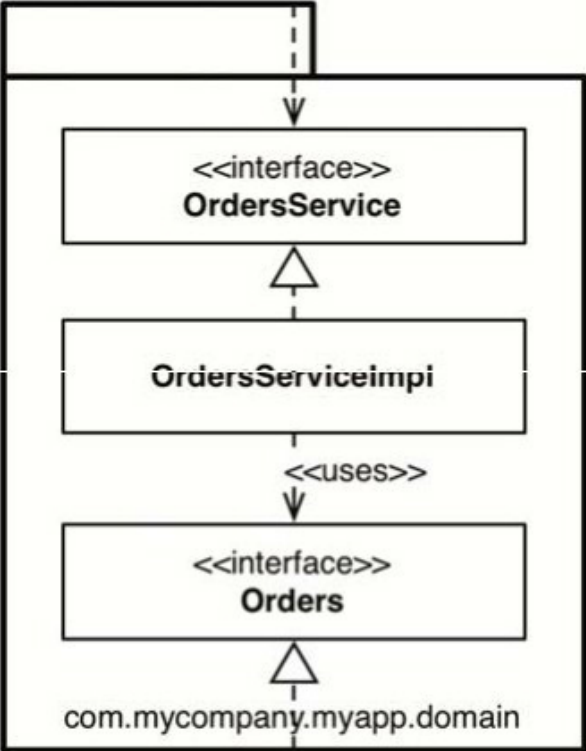 <<interface>>
OrdersService
OrdersServiceImpl
<<uses>>
<<interface>>
Orders
com.mycompany.myapp.domain